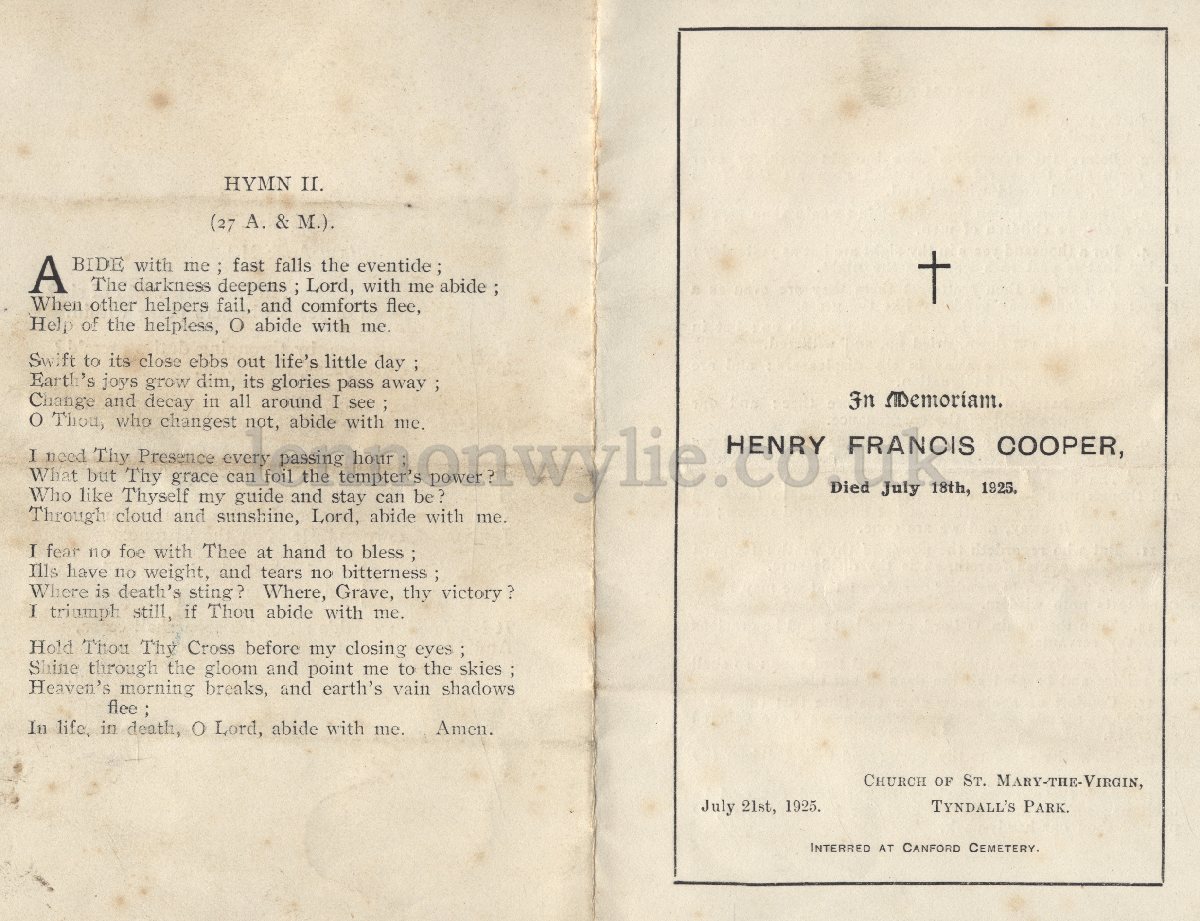 HYMN II.
(27 A. & M.).
ABIDE with me ; fast falls the eventide ;
The darkness deepens ; Lord, with me abide ;
When other helpers fail, and comforts flee,
Help of the helpless, O abide with me.
Swift to its close ebbs out life's little day ;
Earth's joys grow dim, its glories pass away ;
Change and decay in all around I see ;
O Thou, who changest not, abide with me.
I need Thy Presence every passing hour ;
What but Thy grace can foil the tempter's power?
Who like Thyself my guide and stay can be?
Through cloud and sunshine, Lord, abide with me.
I fear no foe with Thee at hand to bless ;
Ills have no weight, and tears no bitterness ;
Where is death's sting? Where, Grave, thy victory?
I triumph still, if Thou abide with me.
Hold Thou Thy Cross before my closing eyes ;
Shine through the gloom and point me to the skies ;
Heaven's morning breaks, and earth's vain shadows
flee ;
In life, in death, O Lord, abide with me. Amen.
In Memoriam.
HENRY FRANCIS COOPER,
Died July 18th, 1925.
CHURCH OF ST. MARY-THE-VIRGIN,
July 21st, 1925. TYNDALL'S PARK.
INTERRED AT CANFORD CEMETERY.
lennonwylie.co.uk